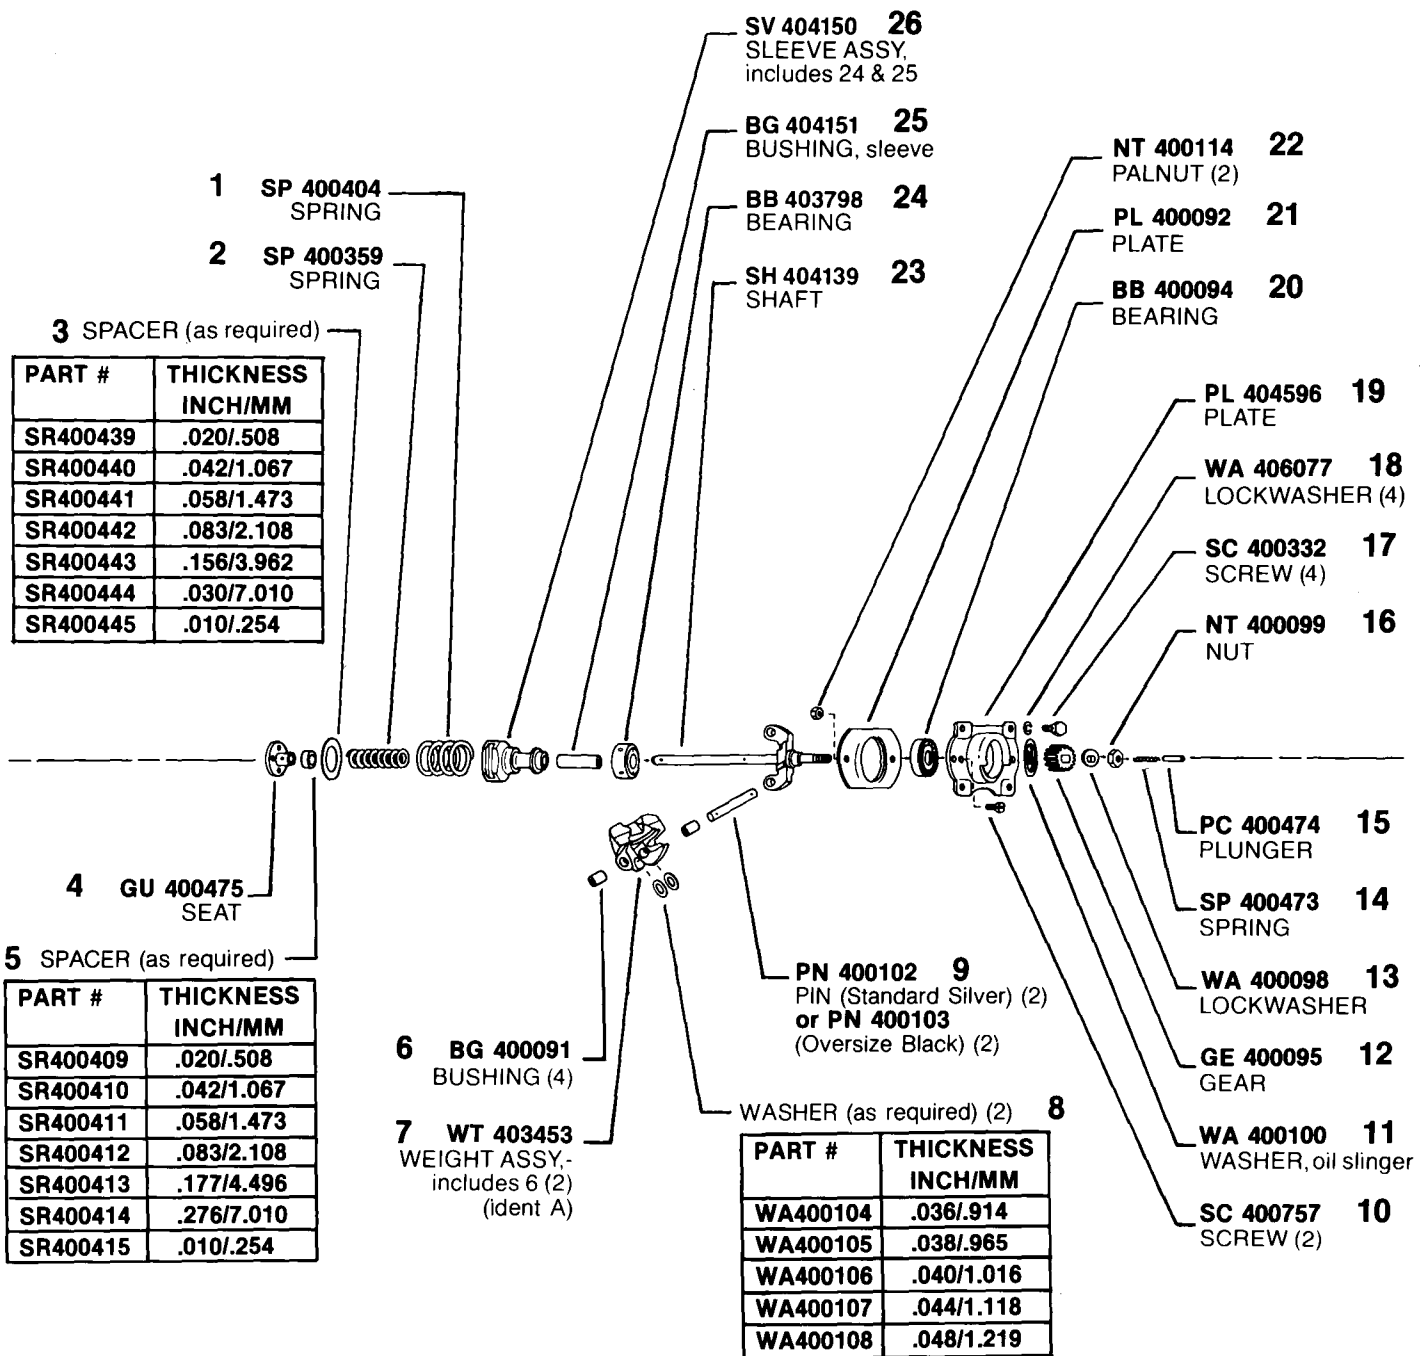 SV 404150 26
SLEEVE ASSY,
includes 24 & 25
BG 404151 25
BUSHING, sleeve
BB 403798 24
BEARING
SH 404139 23
SHAFT
NT 400114 22
PALNUT (2)
PL 400092 21
PLATE
BB 400094 20
BEARING
1 SP 400404
SPRING
2 SP 400359
SPRING
3 SPACER (as required)
PART # THICKNESS
INCH/MM
SR400439 .020/.508
SR400440 .042/1.067
SR400441 .058/1.473
SR400442 .083/2.108
SR400443 .156/3.962
SR400444 .030/7.010
SR400445 .010/.254
PL 404596 19
PLATE
WA 406077 18
LOCKWASHER (4)
SC 400332 17
SCREW (4)
NT 400099 16
NUT
4 GU 400475
SEAT
5 SPACER (as required)
PART # THICKNESS
INCH/MM
SR400409 .020/.508
SR400410 .042/1.067
SR400411 .058/1.473
SR400412 .083/2.108
SR400413 .177/4.496
SR400414 .276/7.010
SR400415 .010/.254
6 BG 400091
BUSHING (4)
7 WT 403453
WEIGHT ASSY,-
includes 6 (2)
(ident A)
PN 400102 9
PIN (Standard Silver) (2)
or PN 400103
(Oversize Black) (2)
WASHER (as required) (2) 8
PART # THICKNESS
INCH/MM
WA400104 .036/.914
WA400105 .038/.965
WA400106 .040/1.016
WA400107 .044/1.118
WA400108 .048/1.219
PC 400474 15
PLUNGER
SP 400473 14
SPRING
WA 400098 13
LOCKWASHER
GE 400095 12
GEAR
WA 400100 11
WASHER, oil slinger
SC 400757 10
SCREW (2)